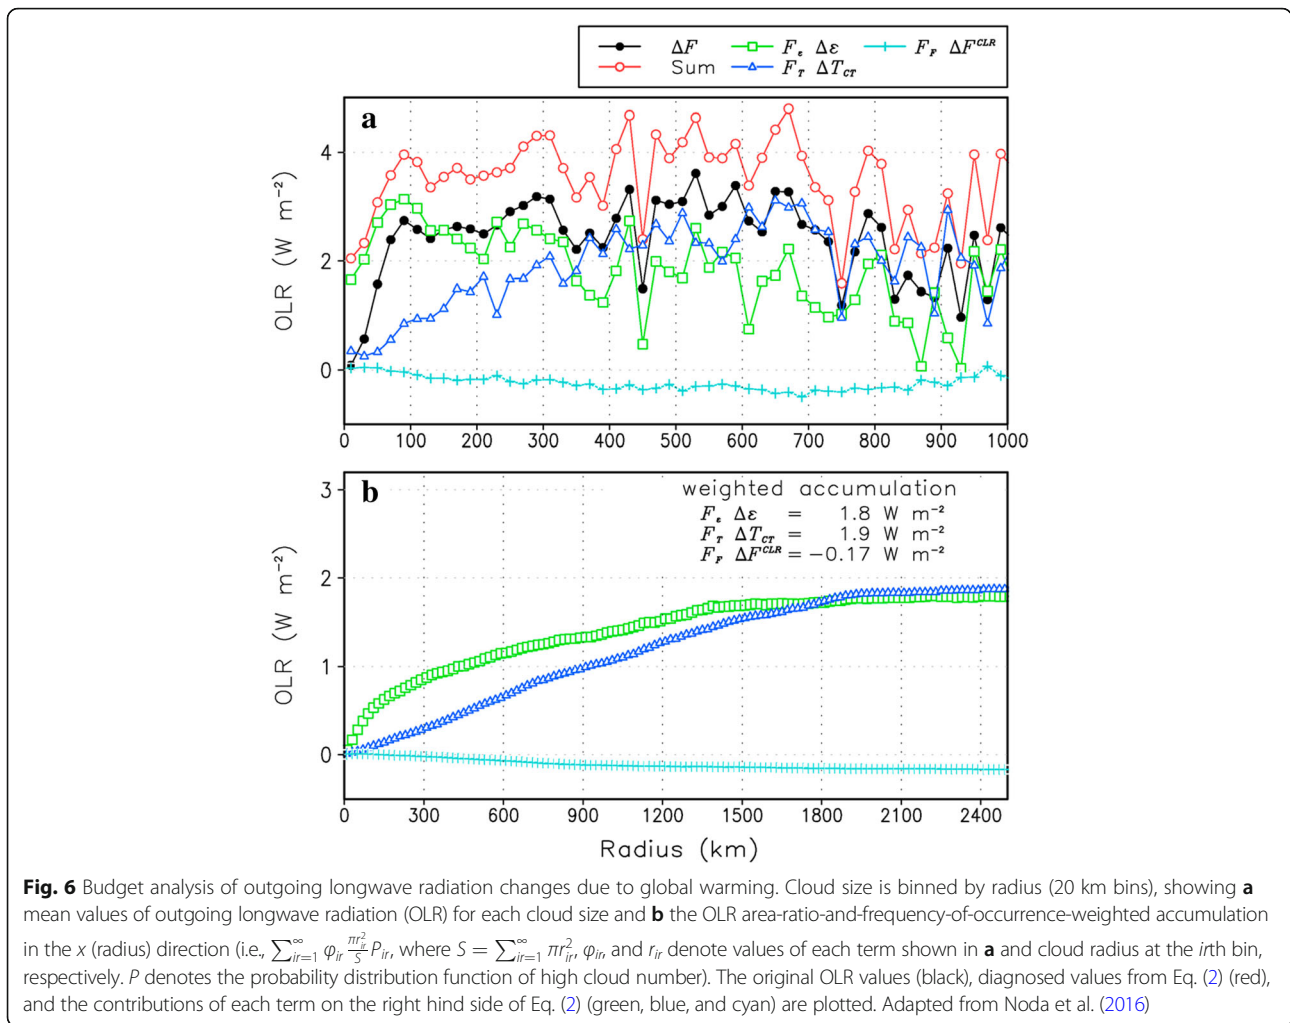 ΔF F_ε Δε F_F ΔF^CLR
Sum F_T ΔT_CT
a
4
2
0
OLR (W m⁻²)
0 100 200 300 400 500 600 700 800 900 1000
b
weighted accumulation
F_ε Δε = 1.8 W m⁻²
F_T ΔT_CT = 1.9 W m⁻²
F_F ΔF^CLR = −0.17 W m⁻²
3
2
1
0
OLR (W m⁻²)
0 300 600 900 1200 1500 1800 2100 2400
Radius (km)
Fig. 6 Budget analysis of outgoing longwave radiation changes due to global warming. Cloud size is binned by radius (20 km bins), showing a
mean values of outgoing longwave radiation (OLR) for each cloud size and b the OLR area-ratio-and-frequency-of-occurrence-weighted accumulation
in the x (radius) direction (i.e., ∑_{ir=1}^{∞} φ_ir (πr_ir²/S) P_ir, where S = ∑_{ir=1}^{∞} πr_ir², φ_ir, and r_ir denote values of each term shown in a and cloud radius at the irth bin,
respectively. P denotes the probability distribution function of high cloud number). The original OLR values (black), diagnosed values from Eq. (2) (red),
and the contributions of each term on the right hind side of Eq. (2) (green, blue, and cyan) are plotted. Adapted from Noda et al. (2016)